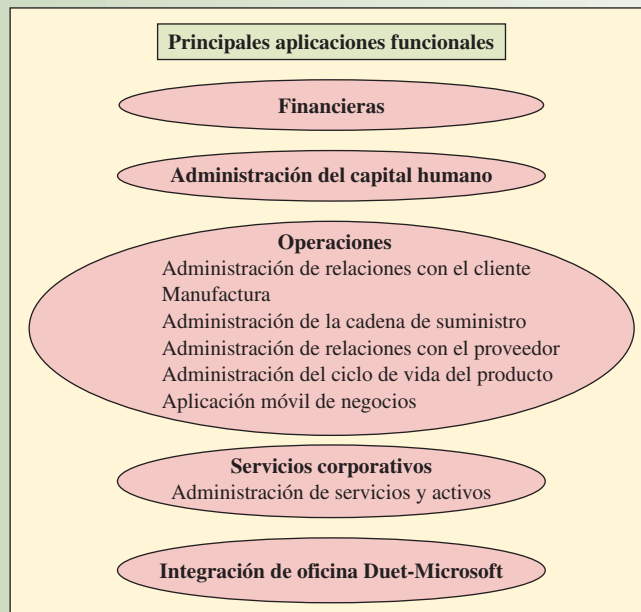 Principales aplicaciones funcionales
Financieras
Administración del capital humano
Operaciones
Administración de relaciones con el cliente
Manufactura
Administración de la cadena de suministro
Administración de relaciones con el proveedor
Administración del ciclo de vida del producto
Aplicación móvil de negocios
Servicios corporativos
Administración de servicios y activos
Integración de oficina Duet-Microsoft